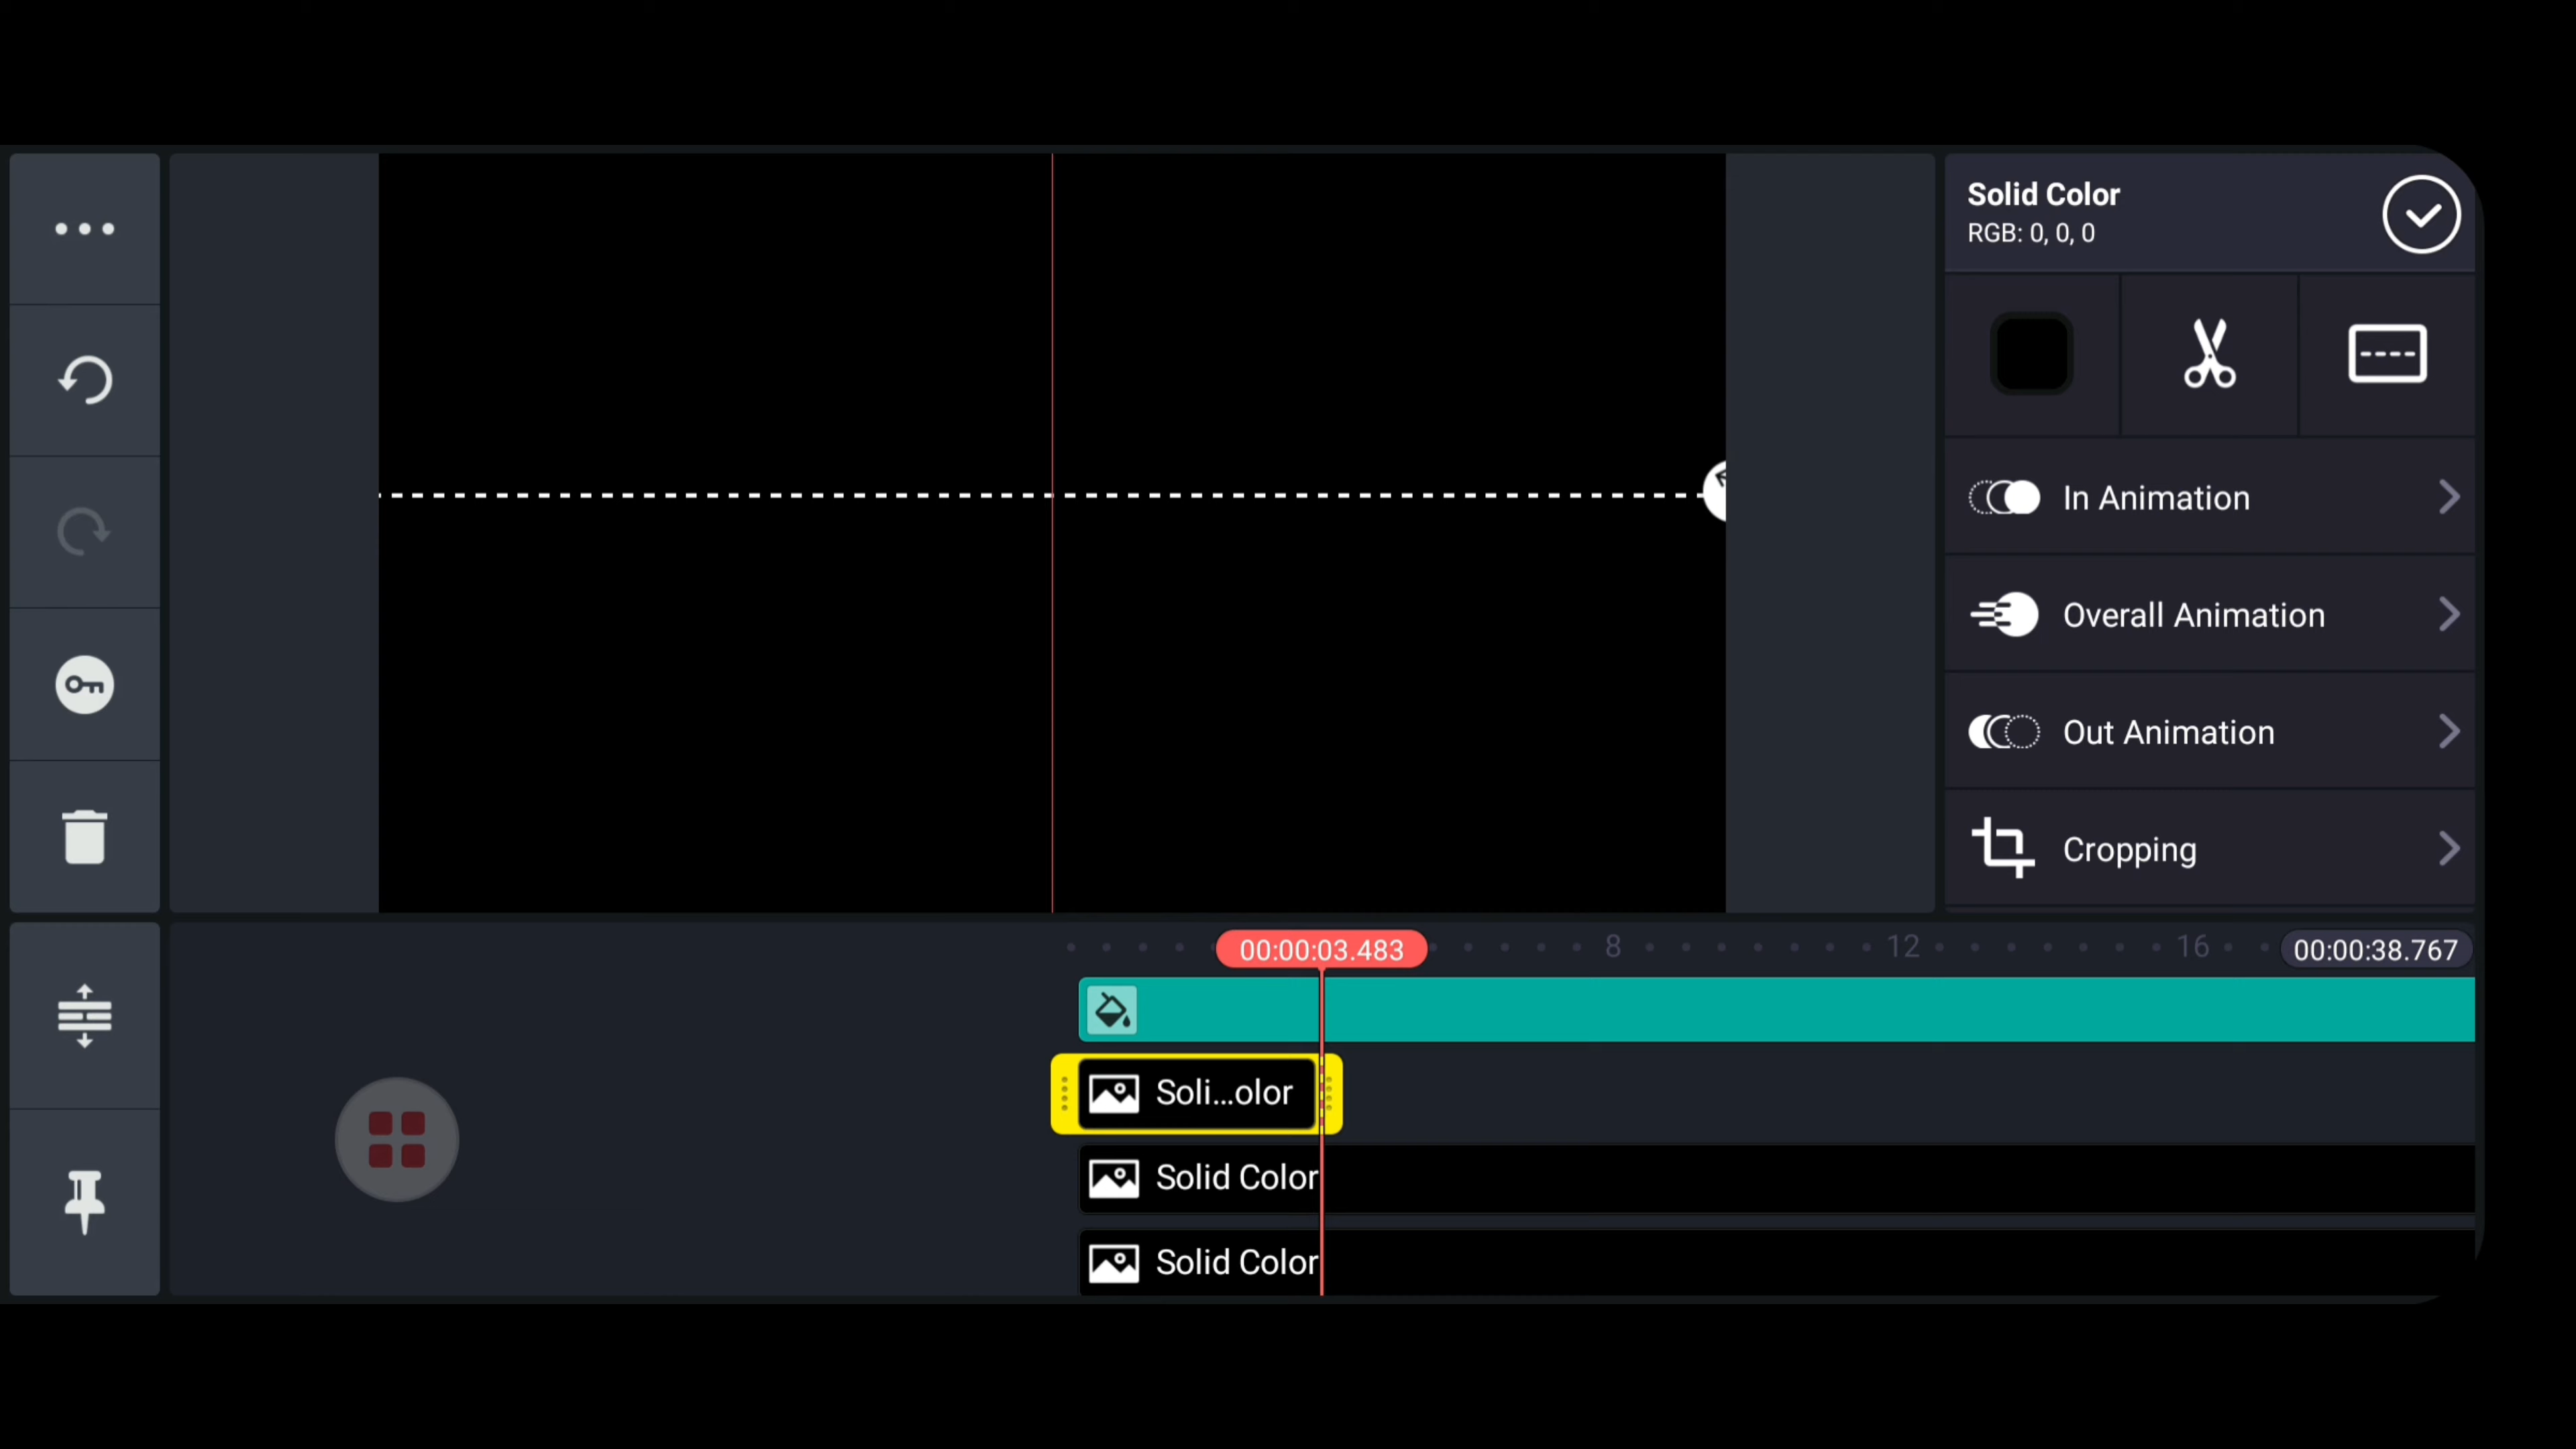 Solid Color
RGB: 0, 0, 0
In Animation
Overall Animation
Out Animation
Cropping
00:00:03.483
8
12
16
00:00:38.767
Soli...olor
Solid Color
Solid Color